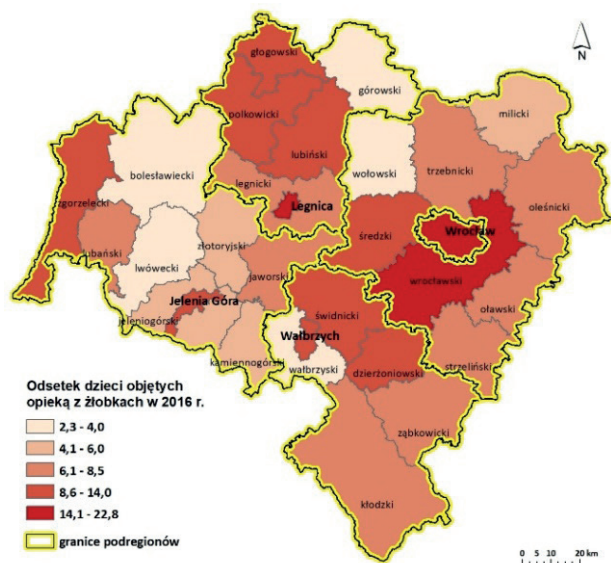 głogowski
N
górowski
milicki
polkowicki
lubiński
wołowski
trzebnicki
bolesławiecki
legnicki
oleśnicki
zgorzelecki
Legnica
Wrocław
średzki
lubański
złotoryjski
lwówecki
jaworski
wrocławski
Jelenia Góra
oławski
jeleniogórski
świdnicki
Wałbrzych
kamiennogórski
strzeliński
wałbrzyski
dzierżoniowski
Odsetek dzieci objętych
opieką z żłobkach w 2016 r.
2,3 - 4,0
4,1 - 6,0
6,1 - 8,5
8,6 - 14,0
14,1 - 22,8
granice podregionów
ząbkowicki
kłodzki
0 5 10 20 km